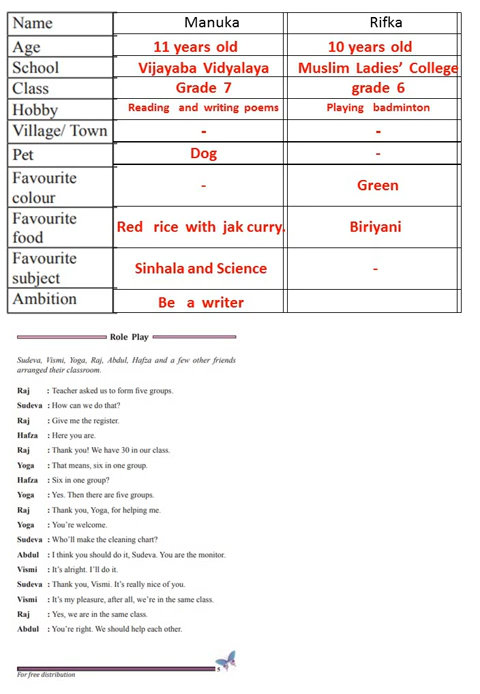 Name Manuka Rifka
Age 11 years old 10 years old
School Vijayaba Vidyalaya Muslim Ladies’ College
Class Grade 7 grade 6
Hobby Reading and writing poems Playing badminton
Village/ Town - -
Pet Dog -
Favourite colour - Green
Favourite food Red rice with jak curry. Biriyani
Favourite subject Sinhala and Science -
Ambition Be a writer
Role Play
Sudeva, Vismi, Yoga, Raj, Abdul, Hafza and a few other friends
arranged their classroom.
Raj : Teacher asked us to form five groups.
Sudeva : How can we do that?
Raj : Give me the register.
Hafza : Here you are.
Raj : Thank you! We have 30 in our class.
Yoga : That means, six in one group.
Hafza : Six in one group?
Yoga : Yes. Then there are five groups.
Raj : Thank you, Yoga, for helping me.
Yoga : You’re welcome.
Sudeva : Who’ll make the cleaning chart?
Abdul : I think you should do it, Sudeva. You are the monitor.
Vismi : It’s alright. I’ll do it.
Sudeva : Thank you, Vismi. It’s really nice of you.
Vismi : It’s my pleasure, after all, we’re in the same class.
Raj : Yes, we are in the same class.
Abdul : You’re right. We should help each other.
5
For free distribution